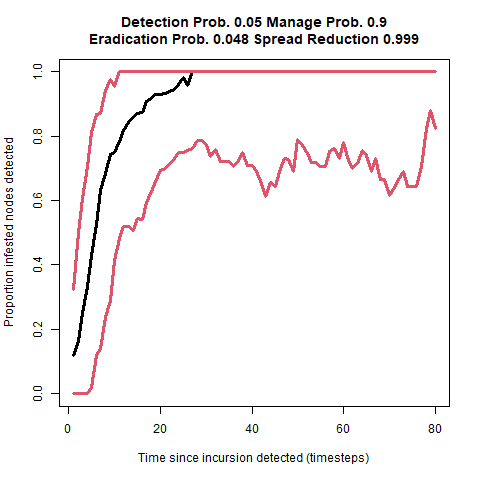 Detection Prob. 0.05 Manage Prob. 0.9
Eradication Prob. 0.048 Spread Reduction 0.999
Proportion infested nodes detected
1.0
0.8
0.6
0.4
0.2
0.0
0 20 40 60 80
Time since incursion detected (timesteps)